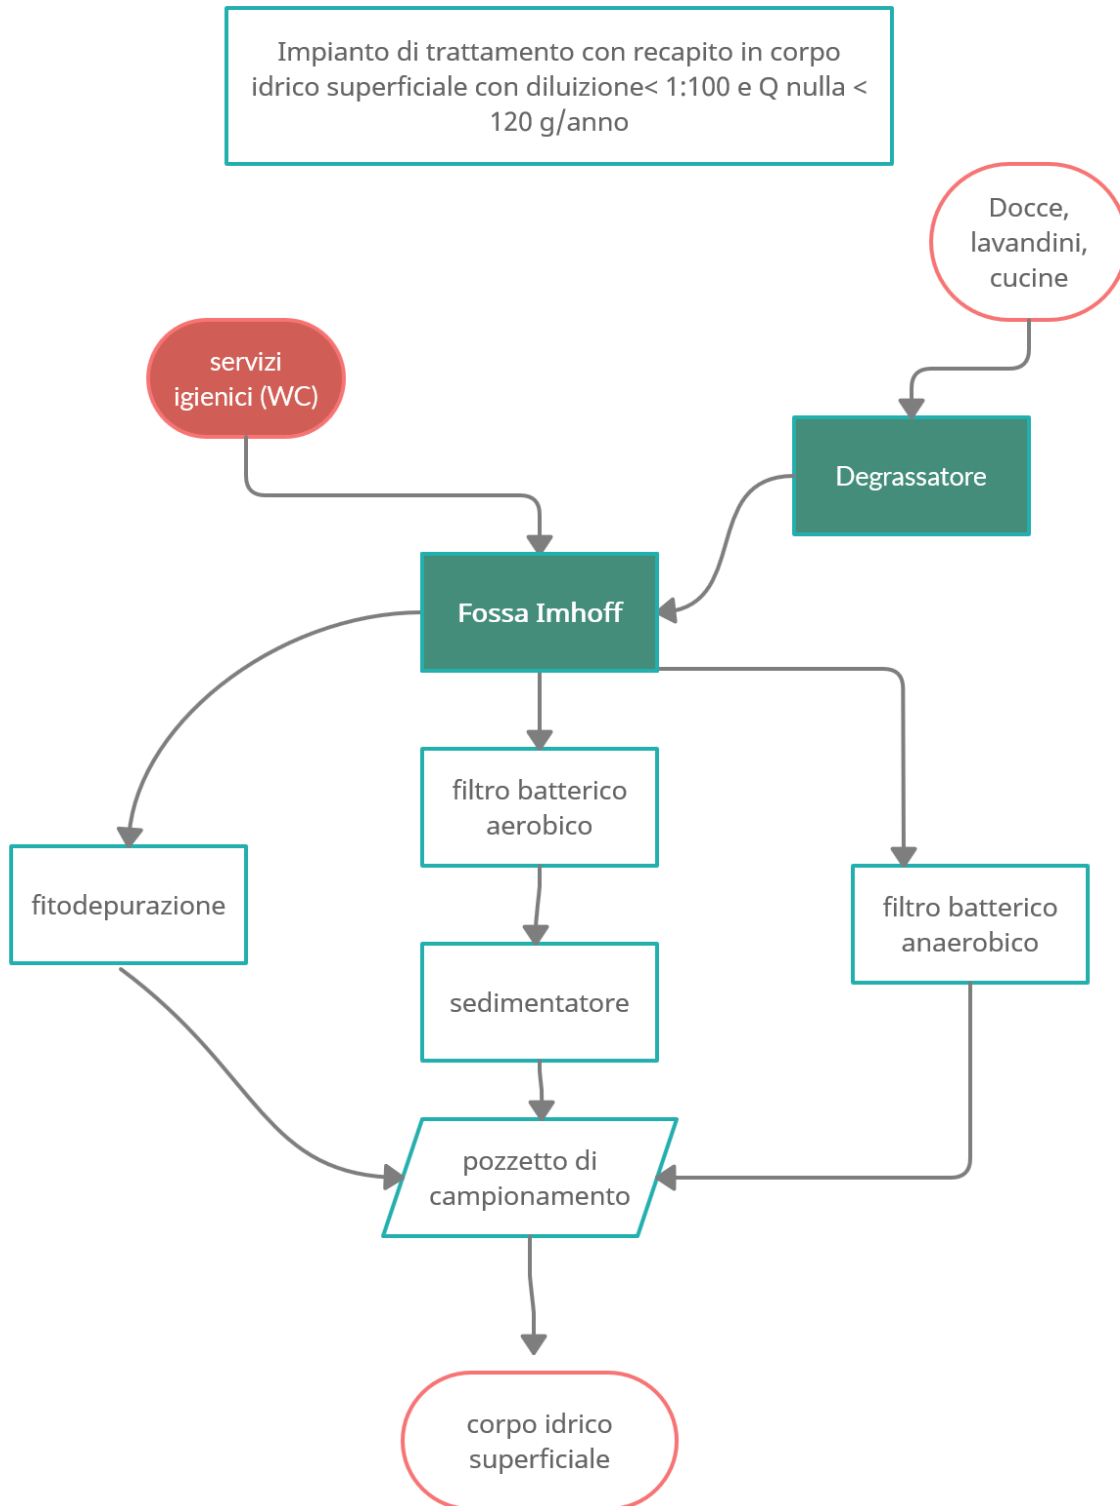 Impianto di trattamento con recapito in corpo
idrico superficiale con diluizione< 1:100 e Q nulla <
120 g/anno
Docce,
lavandini,
cucine
servizi
igienici (WC)
Degrassatore
Fossa Imhoff
filtro batterico
aerobico
fitodepurazione
filtro batterico
anaerobico
sedimentatore
pozzetto di
campionamento
corpo idrico
superficiale